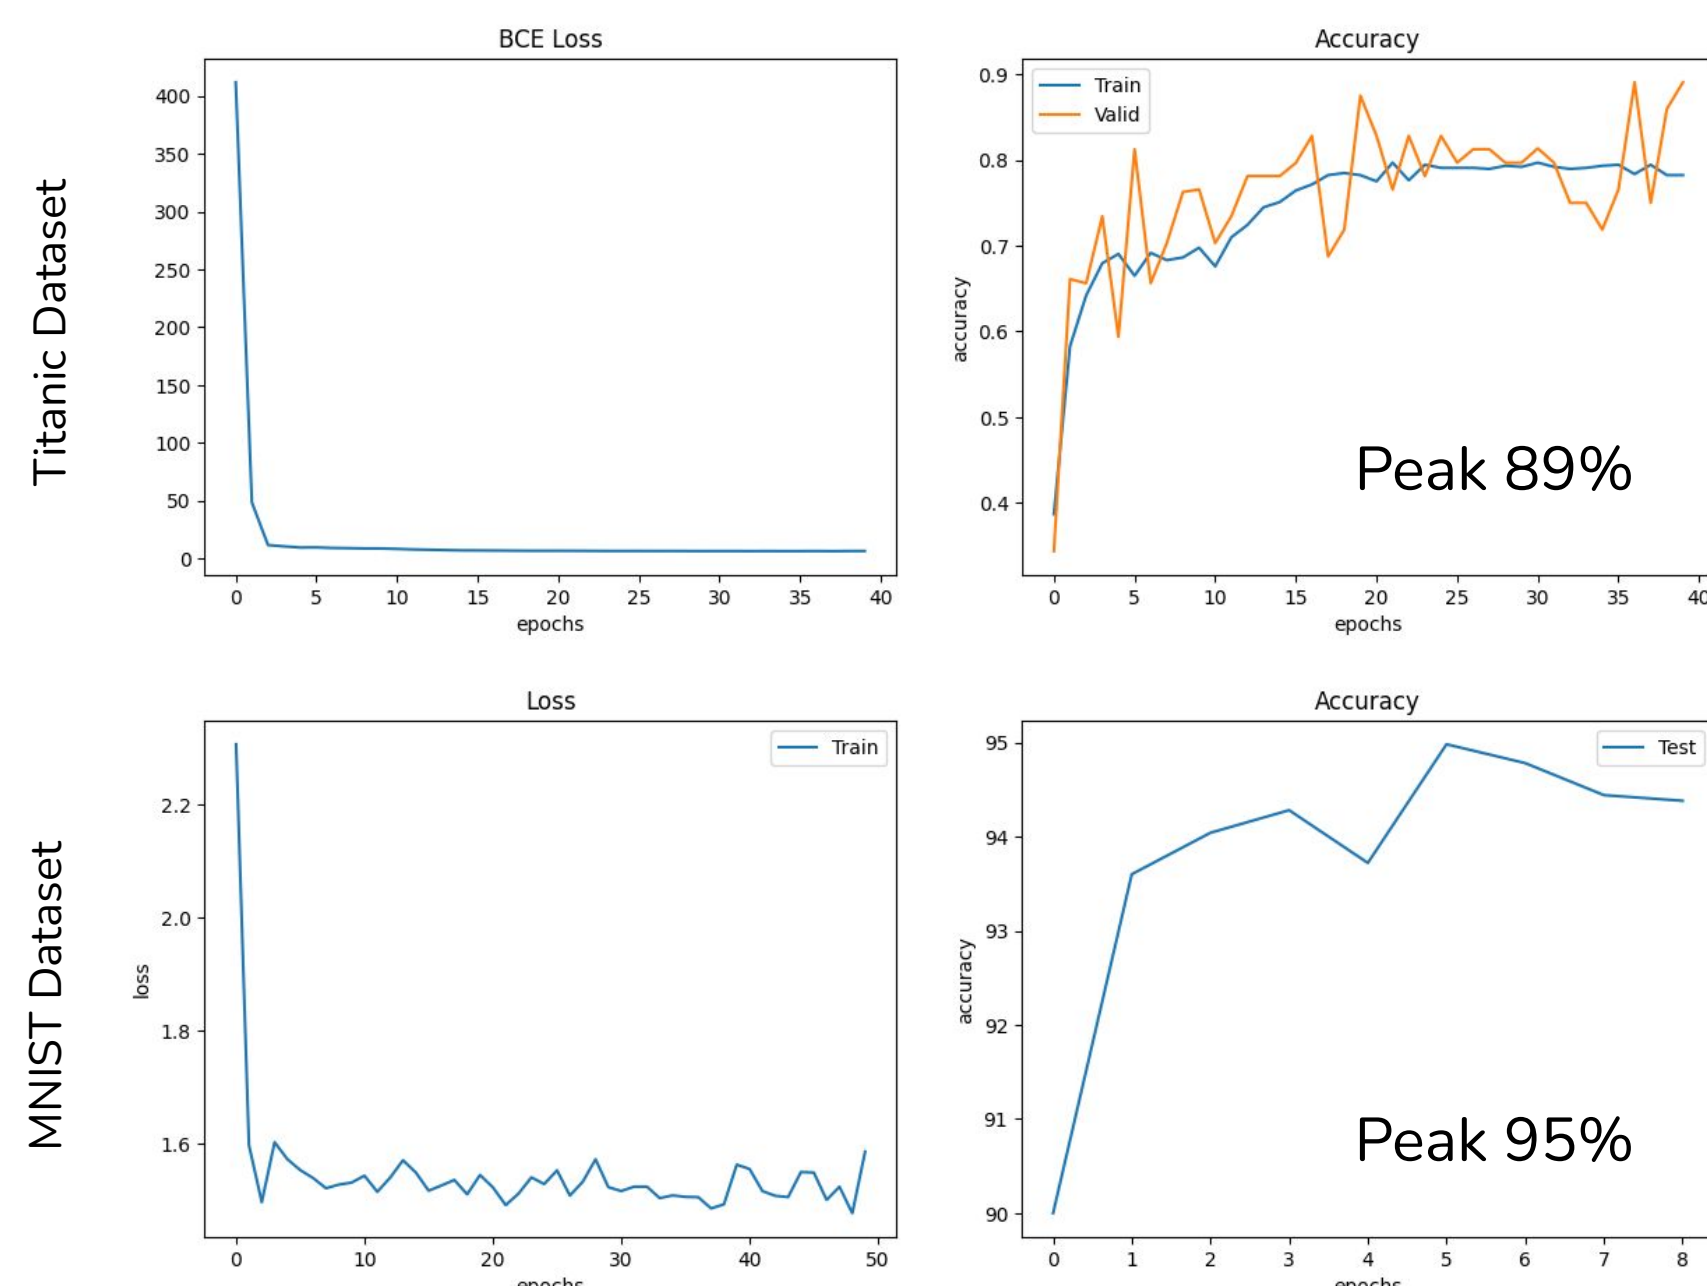 Titanic Dataset
BCE Loss
400
350
300
250
200
150
100
50
0
0 5 10 15 20 25 30 35 40
epochs
Accuracy
Train
Valid
accuracy
0.9
0.8
0.7
0.6
0.5
0.4
Peak 89%
0 5 10 15 20 25 30 35 40
epochs
MNIST Dataset
Loss
Train
loss
2.2
2.0
1.8
1.6
0 10 20 30 40 50
epochs
Accuracy
Test
accuracy
95
94
93
92
91
90
Peak 95%
0 1 2 3 4 5 6 7 8
epochs